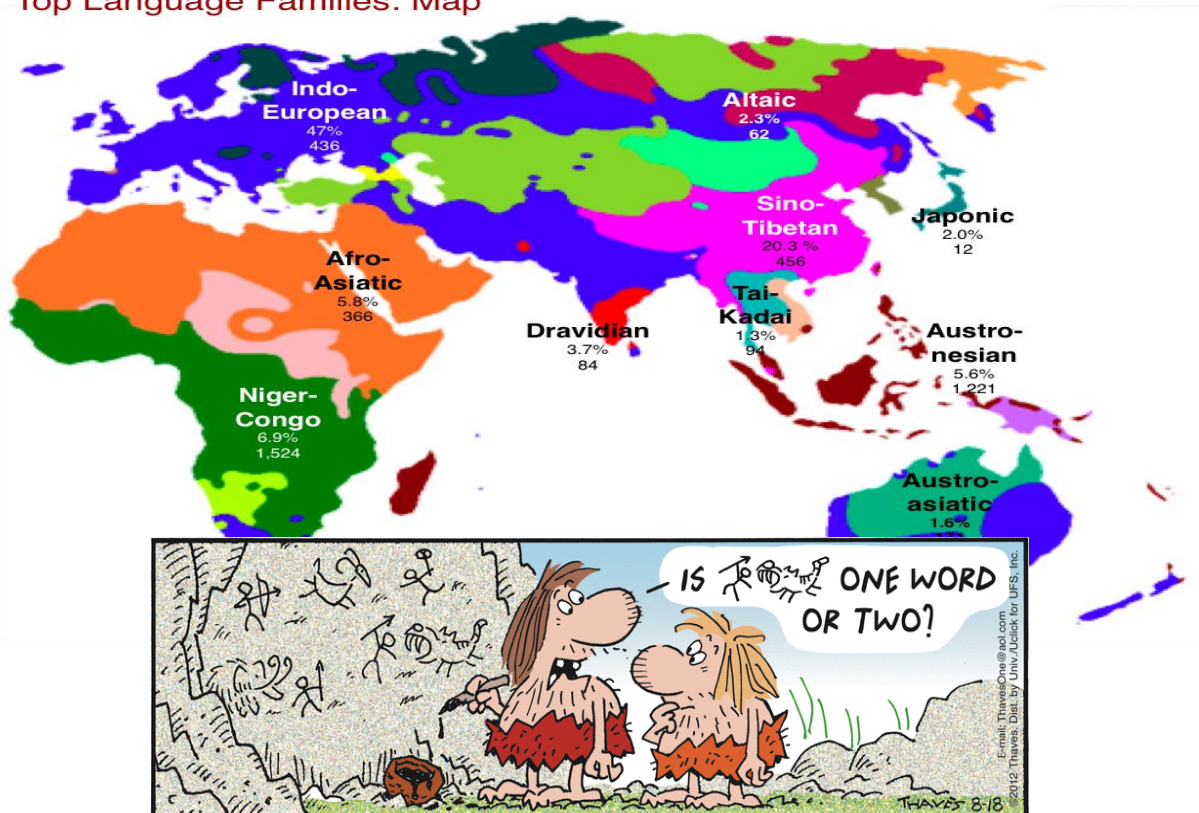 Top Language Families: Map
Indo-
European
47%
436
Altaic
2.3%
62
Sino-
Tibetan
20.3 %
456
Japonic
2.0%
12
Afro-
Asiatic
5.8%
366
Tai-
Kadai
1.3%
94
Dravidian
3.7%
84
Austro-
nesian
5.6%
1,221
Niger-
Congo
6.9%
1,524
Austro-
asiatic
1.6%
IS ONE WORD
OR TWO?
E-mail: ThavesOne@aol.com
©2012 Thaves. Dist. by Univ./Uclick for UFS, Inc.
THAVES 8-18